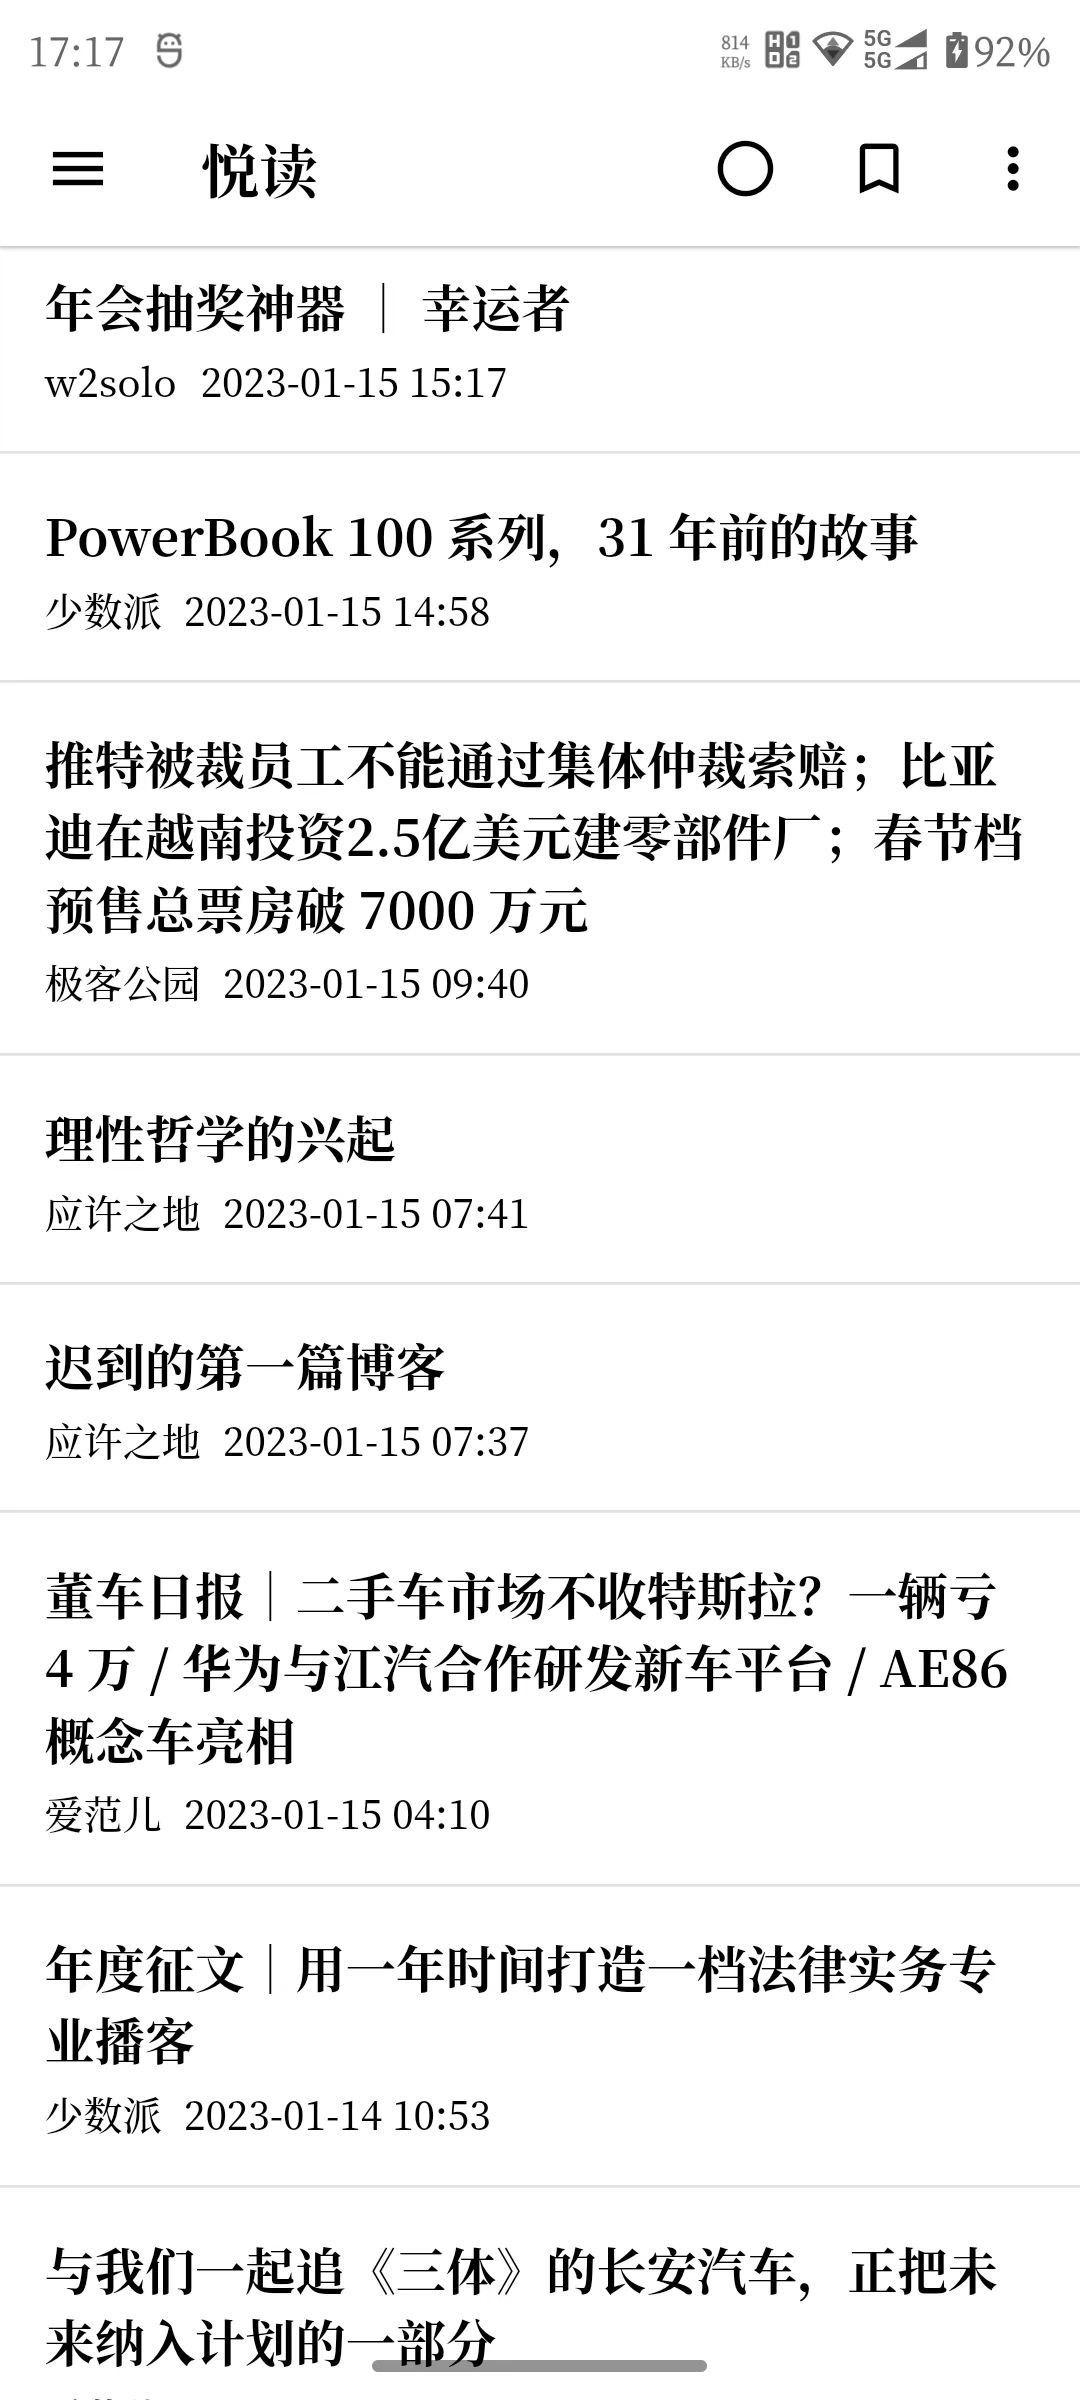 17:17
814 KB/s
HD 1 2
5G
5G
92%
悦读
年会抽奖神器 ｜ 幸运者
w2solo 2023-01-15 15:17
PowerBook 100 系列，31 年前的故事
少数派 2023-01-15 14:58
推特被裁员工不能通过集体仲裁索赔；比亚
迪在越南投资2.5亿美元建零部件厂；春节档
预售总票房破 7000 万元
极客公园 2023-01-15 09:40
理性哲学的兴起
应许之地 2023-01-15 07:41
迟到的第一篇博客
应许之地 2023-01-15 07:37
董车日报｜二手车市场不收特斯拉？一辆亏
4 万 / 华为与江汽合作研发新车平台 / AE86
概念车亮相
爱范儿 2023-01-15 04:10
年度征文｜用一年时间打造一档法律实务专
业播客
少数派 2023-01-14 10:53
与我们一起追《三体》的长安汽车，正把未
来纳入计划的一部分